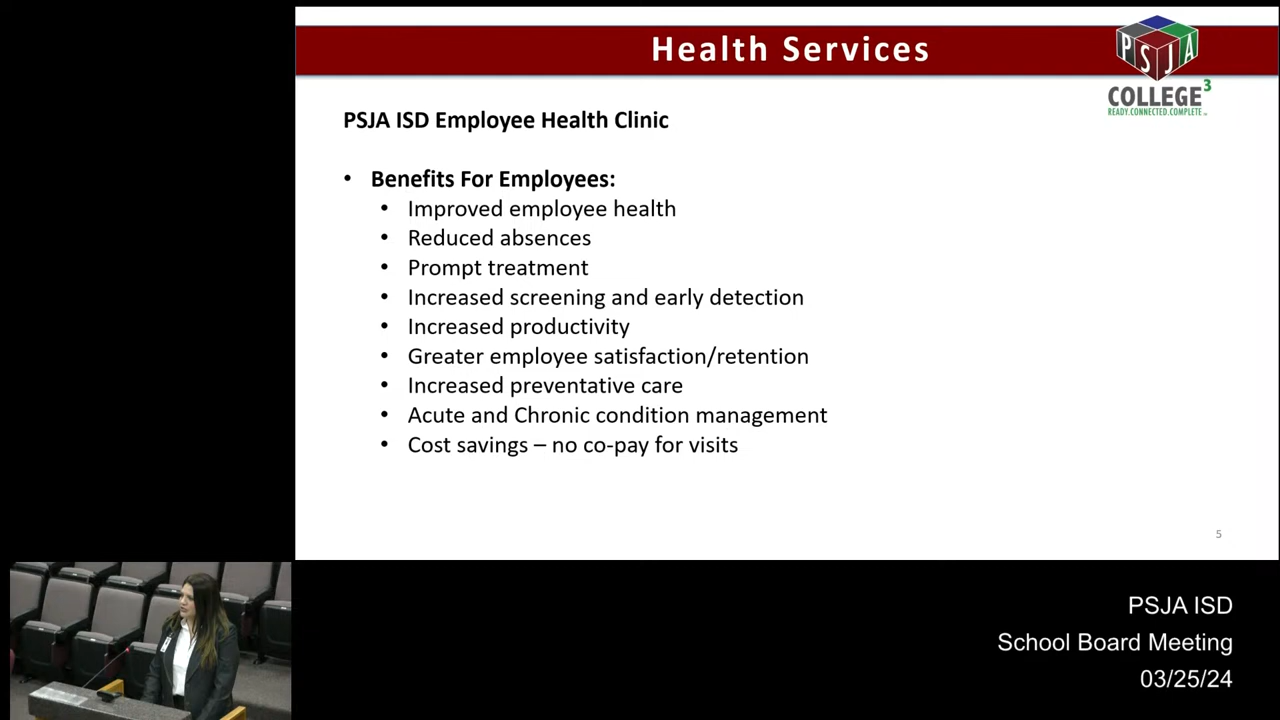 Health Services
PSJA
COLLEGE³
READY.CONNECTED.COMPLETE
PSJA ISD Employee Health Clinic
• Benefits For Employees:
• Improved employee health
• Reduced absences
• Prompt treatment
• Increased screening and early detection
• Increased productivity
• Greater employee satisfaction/retention
• Increased preventative care
• Acute and Chronic condition management
• Cost savings – no co-pay for visits
5
PSJA ISD
School Board Meeting
03/25/24